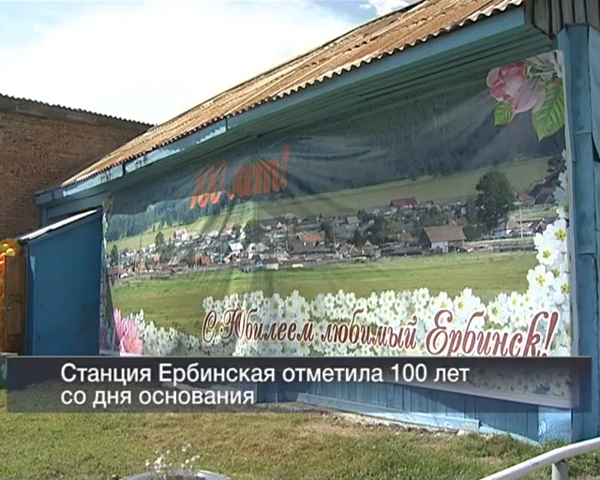 100 лет!
С Юбилеем любимый Ербинск!
Станция Ербинская отметила 100 лет
со дня основания